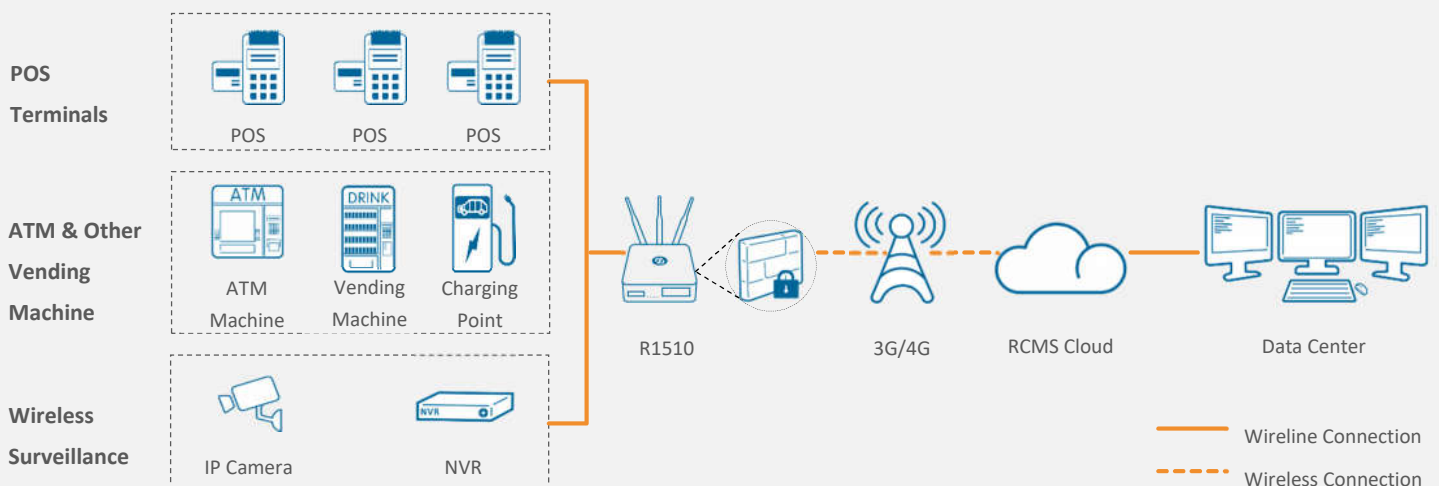 POS
Terminals
POS POS POS
ATM & Other
Vending
Machine
ATM
DRINK
ATM Vending Charging
Machine Machine Point
R1510 3G/4G RCMS Cloud Data Center
Wireless
Surveillance
NVR
IP Camera NVR
Wireline Connection
Wireless Connection